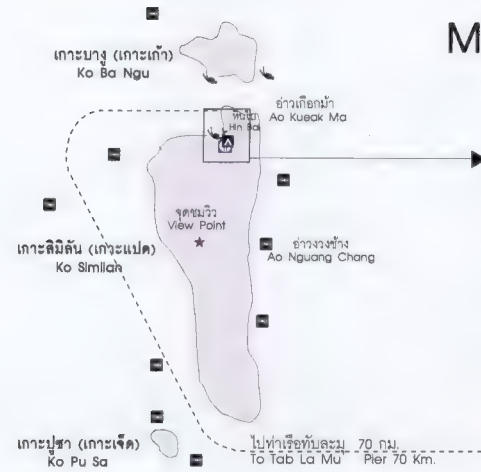 M
เกาะบางู (เกาะเก้า)
Ko Ba Ngu
อ่าวเกือกม้า
Ao Kueak Ma
หินใบ
Hin Bai
จุดชมวิว
View Point
อ่าวงวงช้าง
Ao Nguang Chang
เกาะสิมิลัน (เกาะแปด)
Ko Similan
เกาะปูซา (เกาะเจ็ด)
Ko Pu Sa
ไปท่าเรือทับละมุ 70 กม.
To Tab La Mu Pier 70 Km.